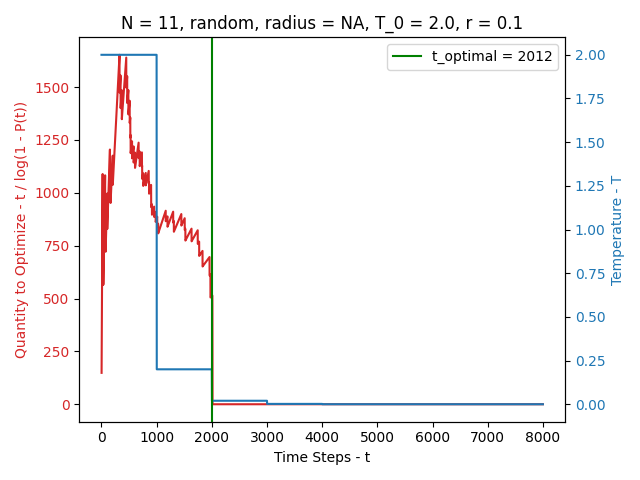 N = 11, random, radius = NA, T_0 = 2.0, r = 0.1
t_optimal = 2012
Quantity to Optimize - t / log(1 - P(t))
1500
1250
1000
750
500
250
0
2.00
1.75
1.50
1.25
1.00
0.75
0.50
0.25
0.00
Temperature - T
0 1000 2000 3000 4000 5000 6000 7000 8000
Time Steps - t